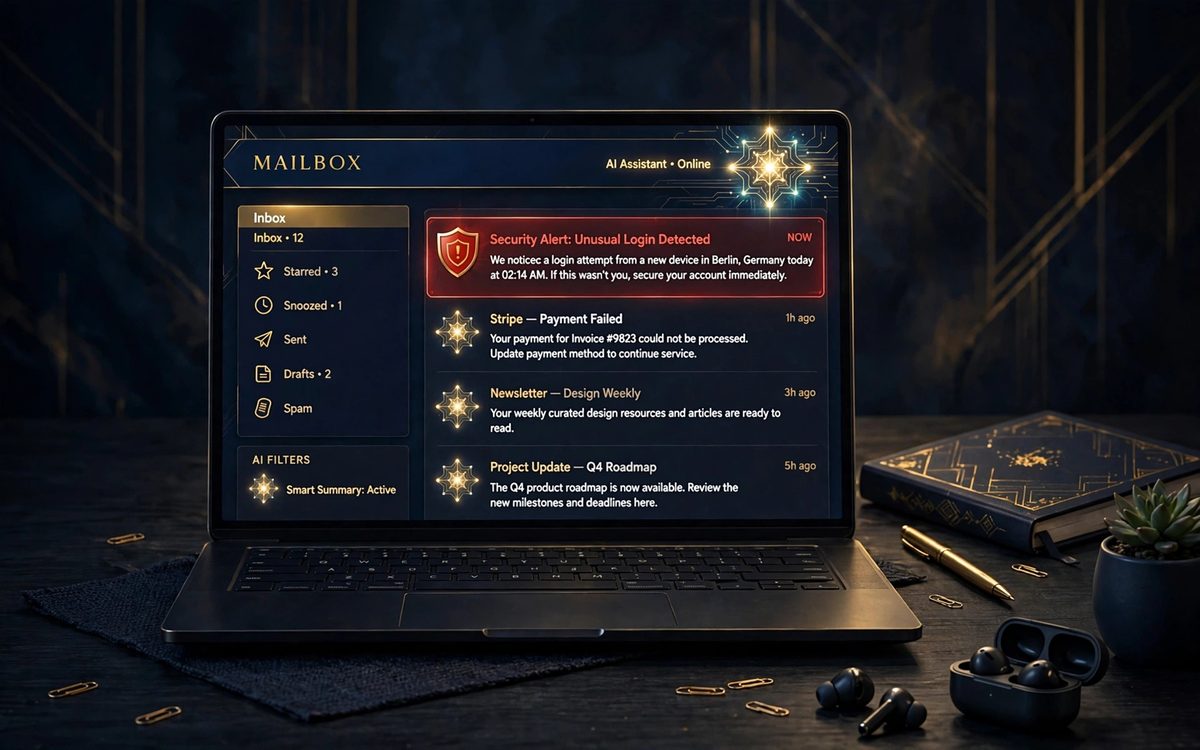 MAILBOX
AI Assistant • Online
Inbox
Inbox • 12
Starred • 3
Snoozed • 1
Sent
Drafts • 2
Spam
AI FILTERS
Smart Summary: Active
Security Alert: Unusual Login Detected
NOW
We noticed a login attempt from a new device in Berlin, Germany today
at 02:14 AM. If this wasn't you, secure your account immediately.
Stripe — Payment Failed
1h ago
Your payment for Invoice #9823 could not be processed.
Update payment method to continue service.
Newsletter — Design Weekly
3h ago
Your weekly curated design resources and articles are ready to
read.
Project Update — Q4 Roadmap
5h ago
The Q4 product roadmap is now available. Review the
new milestones and deadlines here.